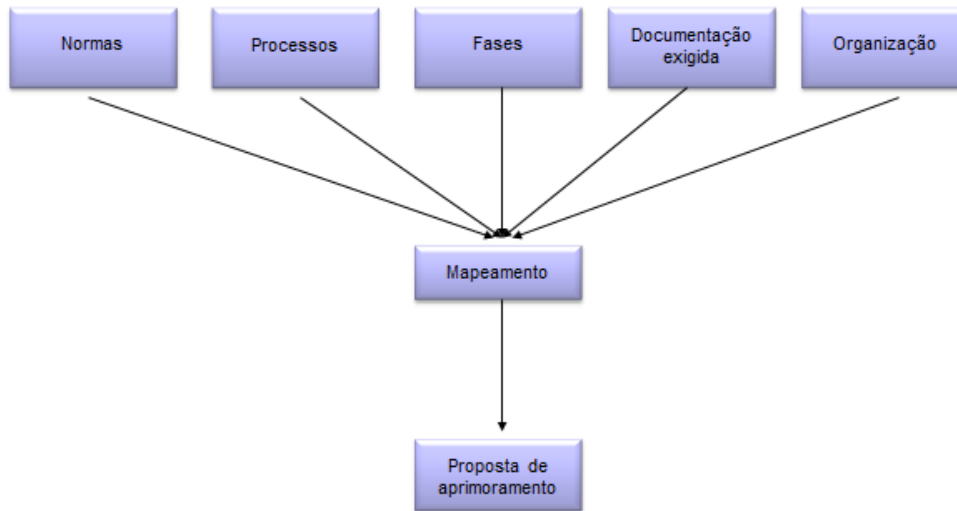 Normas
Processos
Fases
Documentação
exigida
Organização
Mapeamento
Proposta de
aprimoramento